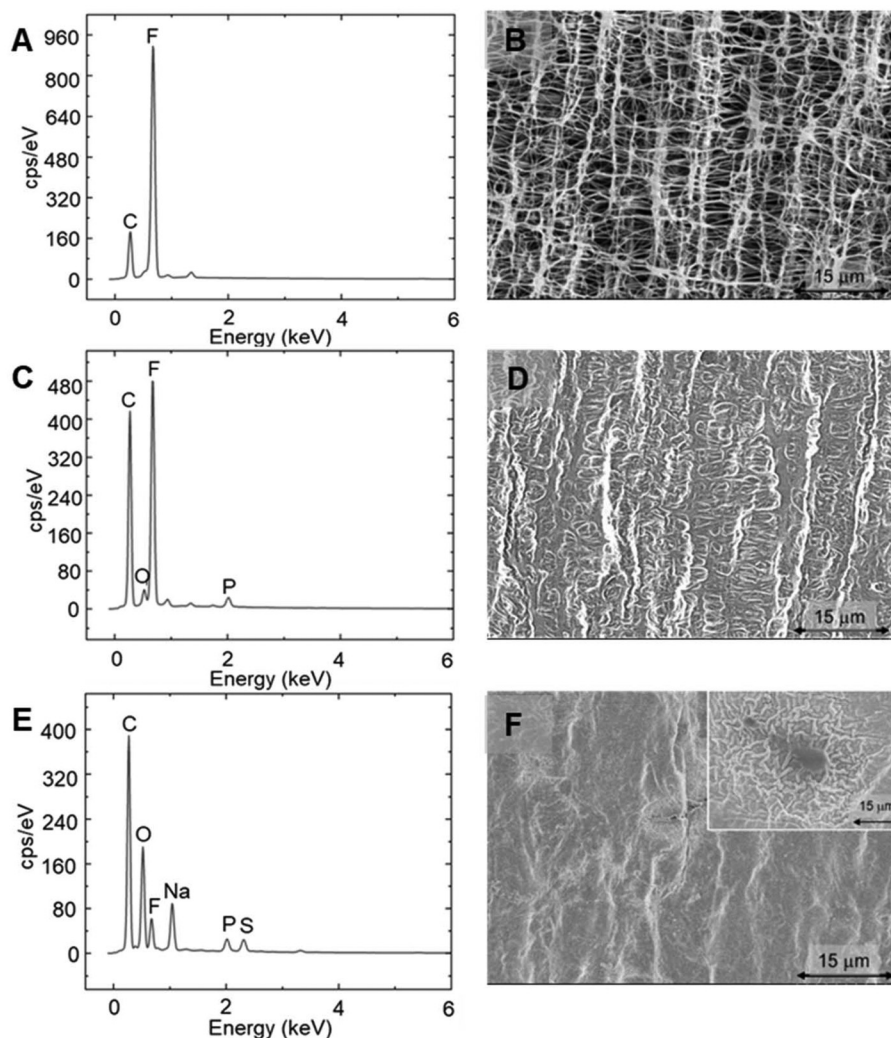 A
960
800
640
480
320
160
0
cps/eV
C
F
0 2 4 6
Energy (keV)
B
15 µm
C
480
400
320
240
160
80
0
cps/eV
C
O
F
P
0 2 4 6
Energy (keV)
D
15 µm
E
400
320
240
160
80
0
cps/eV
C
O
F
Na
P
S
0 2 4 6
Energy (keV)
F
15 µm
15 µm